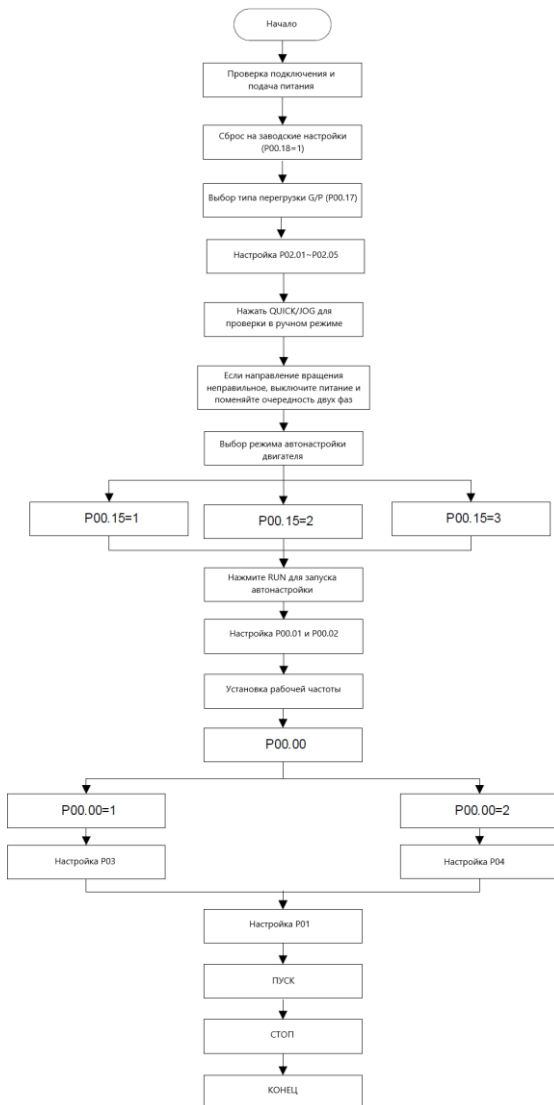 Начало
Проверка подключения и
подача питания
Сброс на заводские настройки
(P00.18=1)
Выбор типа перегрузки G/P (P00.17)
Настройка P02.01~P02.05
Нажать QUICK/JOG для
проверки в ручном режиме
Если направление вращения
неправильное, выключите питание и
поменяйте очередность двух фаз
Выбор режима автонастройки
двигателя
P00.15=1
P00.15=2
P00.15=3
Нажмите RUN для запуска
автонастройки
Настройка P00.01 и P00.02
Установка рабочей частоты
P00.00
P00.00=1
P00.00=2
Настройка P03
Настройка P04
Настройка P01
ПУСК
СТОП
КОНЕЦ